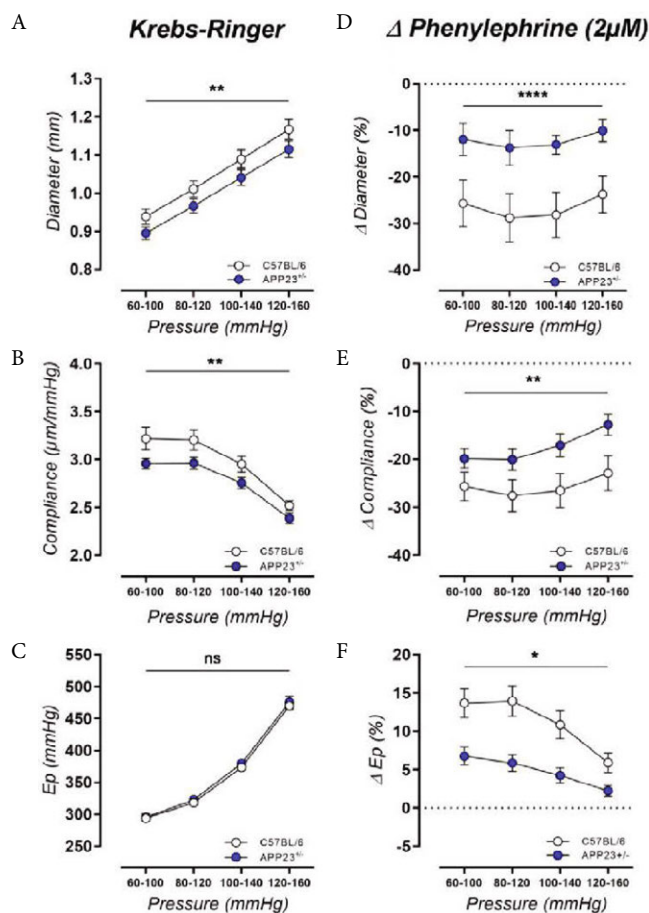 A
Krebs-Ringer
Diameter (mm)
1.3
1.2
1.1
1.0
0.9
0.8
**
C57BL/6
APP23+/-
60-100 80-120 100-140 120-160
Pressure (mmHg)
B
Compliance (µm/mmHg)
4.0
3.5
3.0
2.5
2.0
**
C57BL/6
APP23+/-
60-100 80-120 100-140 120-160
Pressure (mmHg)
C
Ep (mmHg)
550
500
450
400
350
300
250
ns
C57BL/6
APP23+/-
60-100 80-120 100-140 120-160
Pressure (mmHg)
D
Δ Phenylephrine (2µM)
Δ Diameter (%)
0
-10
-20
-30
-40
****
C57BL/6
APP23+/-
60-100 80-120 100-140 120-160
Pressure (mmHg)
E
Δ Compliance (%)
0
-10
-20
-30
-40
**
C57BL/6
APP23+/-
60-100 80-120 100-140 120-160
Pressure (mmHg)
F
Δ Ep (%)
20
15
10
5
0
-5
*
C57BL/6
APP23+/-
60-100 80-120 100-140 120-160
Pressure (mmHg)